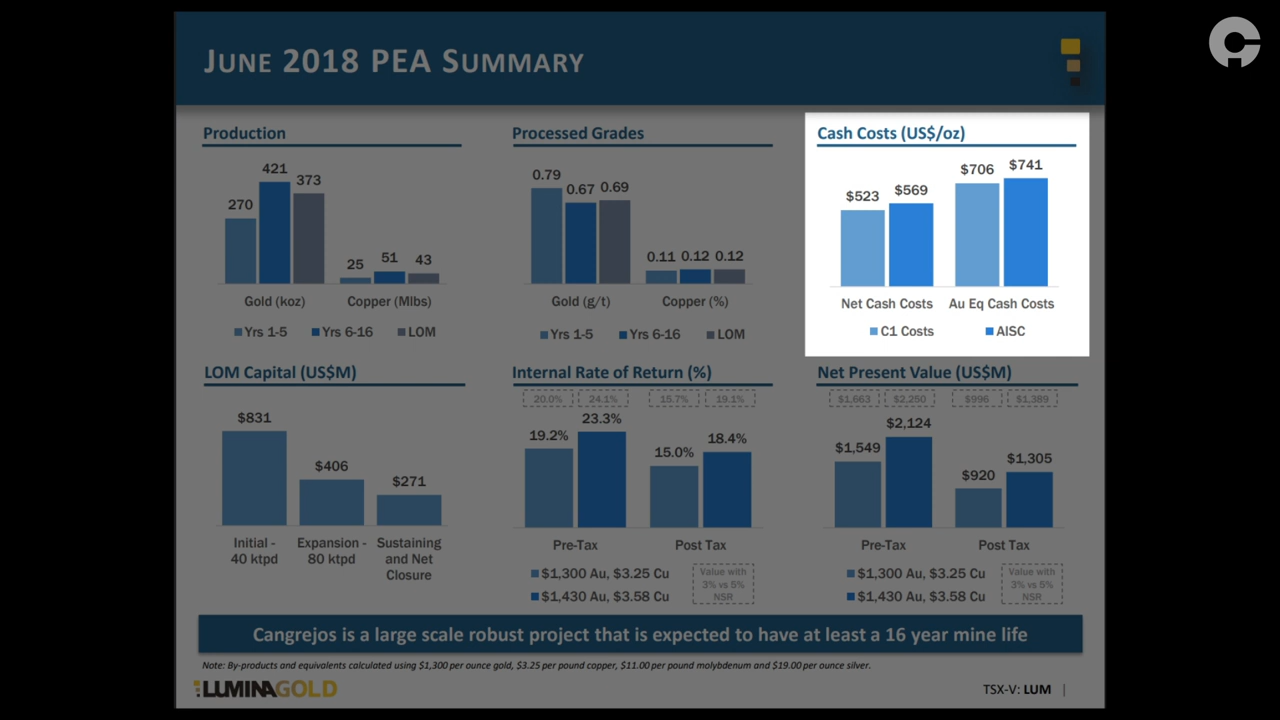 JUNE 2018 PEA SUMMARY
Production
421
373
270
51
43
25
Gold (koz) Copper (Mlbs)
Yrs 1-5 Yrs 6-16 LOM
Processed Grades
0.79
0.67 0.69
0.11 0.12 0.12
Gold (g/t) Copper (%)
Yrs 1-5 Yrs 6-16 LOM
Cash Costs (US$/oz)
$706 $741
$523 $569
Net Cash Costs Au Eq Cash Costs
C1 Costs AISC
LOM Capital (US$M)
$831
$406
$271
Initial - Expansion - Sustaining
40 ktpd 80 ktpd and Net
Closure
Internal Rate of Return (%)
20.0% 24.1% 15.7% 19.1%
23.3%
19.2% 18.4%
15.0%
Pre-Tax Post Tax
$1,300 Au, $3.25 Cu
$1,430 Au, $3.58 Cu
Value with
3% vs 5%
NSR
Net Present Value (US$M)
$1,663 $2,250 $996 $1,389
$2,124
$1,549 $1,305
$920
Pre-Tax Post Tax
$1,300 Au, $3.25 Cu
$1,430 Au, $3.58 Cu
Value with
3% vs 5%
NSR
Cangrejos is a large scale robust project that is expected to have at least a 16 year mine life
Note: By-products and equivalents calculated using $1,300 per ounce gold, $3.25 per pound copper, $11.00 per pound molybdenum and $19.00 per ounce silver.
LUMINAGOLD
TSX-V: LUM |